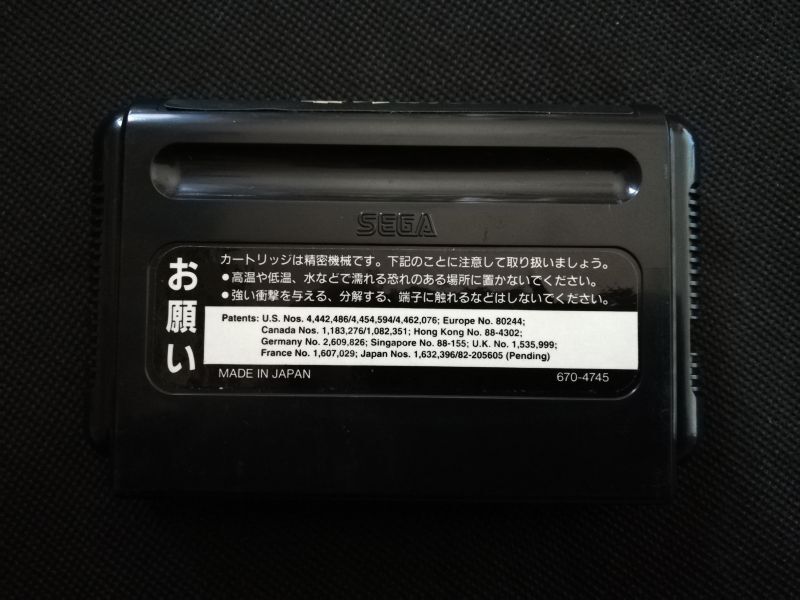 SEGA
お願い
カートリッジは精密機械です。下記のことに注意して取り扱いましょう。
●高温や低温、水などで濡れる恐れのある場所に置かないでください。
●強い衝撃を与える、分解する、端子に触れるなどはしないでください。
Patents: U.S. Nos. 4,442,486/4,454,594/4,462,076; Europe No. 80244;
Canada Nos. 1,183,276/1,082,351; Hong Kong No. 88-4302;
Germany No. 2,609,826; Singapore No. 88-155; U.K. No. 1,535,999;
France No. 1,607,029; Japan Nos. 1,632,396/82-205605 (Pending)
MADE IN JAPAN
670-4745